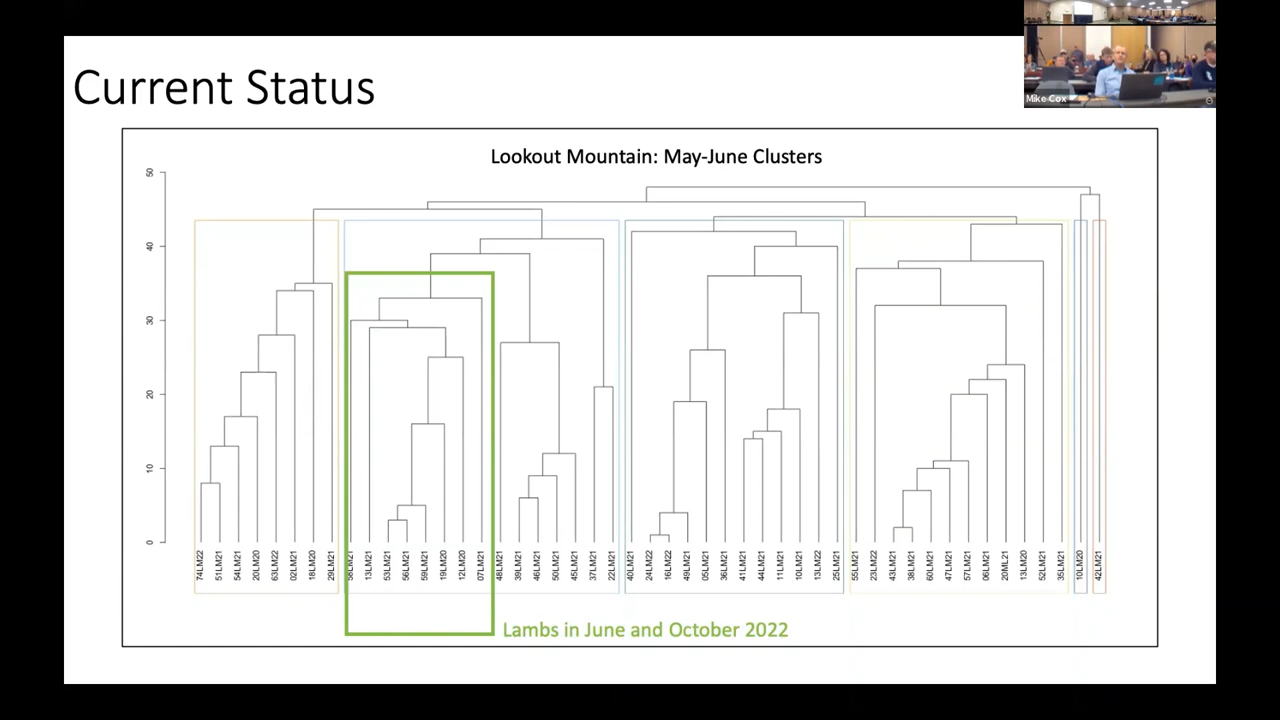 Current Status
Mike Cox
Lookout Mountain: May-June Clusters
50
40
30
20
10
0
74LM22
51LM21
54LM21
20LM20
63LM22
02LM21
18LM20
29LM21
58LM21
13LM21
53LM21
56LM21
59LM21
19LM20
12LM20
07LM21
48LM21
39LM21
46LM21
50LM21
45LM21
37LM21
22LM21
40LM21
24LM22
16LM22
49LM21
05LM21
36LM21
41LM21
44LM21
11LM21
10LM21
13LM22
25LM21
55LM21
23LM22
43LM21
38LM21
60LM21
47LM21
57LM21
06LM21
20MLM21
13LM20
52LM21
35LM21
10LM20
42LM21
Lambs in June and October 2022